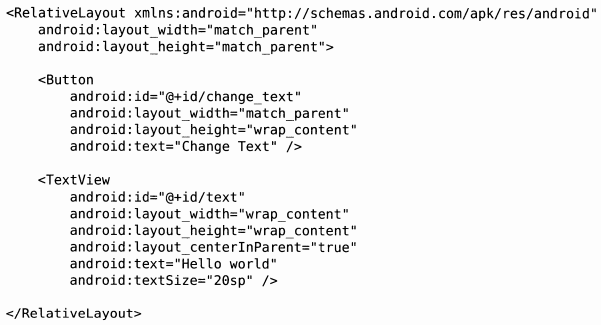 <RelativeLayout xmlns:android="http://schemas.android.com/apk/res/android"
    android:layout_width="match_parent"
    android:layout_height="match_parent">

    <Button
        android:id="@+id/change_text"
        android:layout_width="match_parent"
        android:layout_height="wrap_content"
        android:text="Change Text" />

    <TextView
        android:id="@+id/text"
        android:layout_width="wrap_content"
        android:layout_height="wrap_content"
        android:layout_centerInParent="true"
        android:text="Hello world"
        android:textSize="20sp" />

</RelativeLayout>